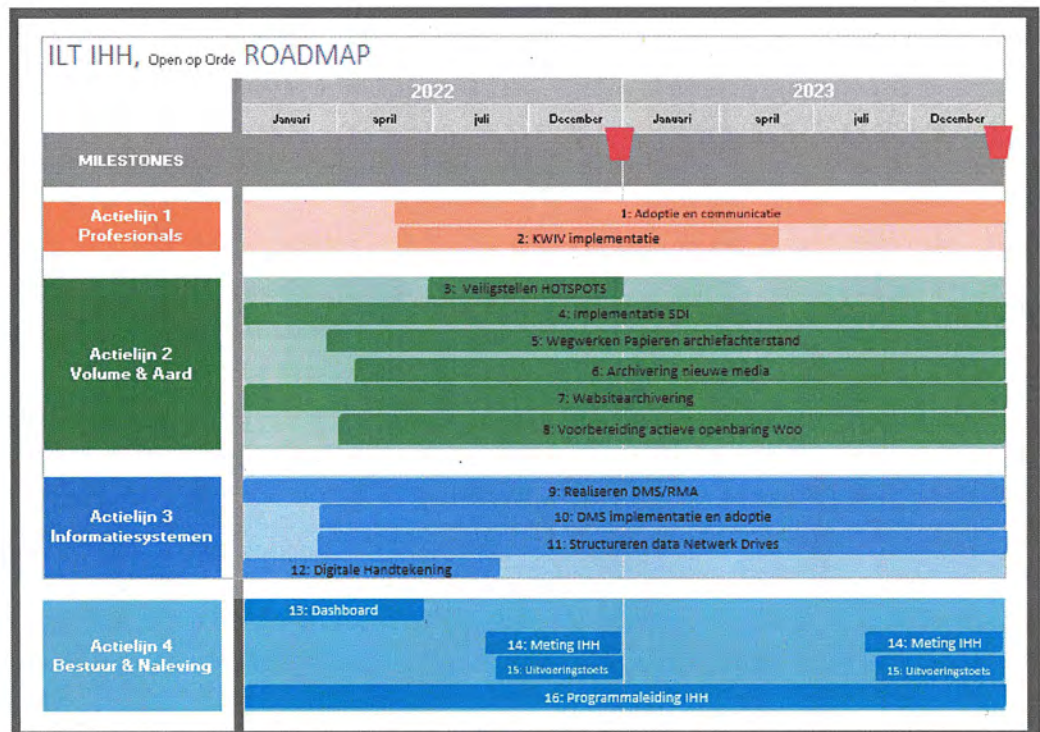 ILT IHH, Open op Orde ROADMAP
2022 2023
Januari april juli December Januari april juli December
MILESTONES
Actielijn 1
Profesionals
1: Adoptie en communicatie
2: KWIV implementatie
Actielijn 2
Volume & Aard
3: Veiligstellen HOTSPOTS
4: Implementatie SDI
5: Wegwerken Papieren archiefachterstand
6: Archivering nieuwe media
7: Websitearchivering
8: Voorbereiding actieve openbaring Woo
Actielijn 3
Informatiesystemen
9: Realiseren DMS/RMA
10: DMS implementatie en adoptie
11: Structureren data Netwerk Drives
12: Digitale Handtekening
Actielijn 4
Bestuur & Naleving
13: Dashboard
14: Meting IHH 14: Meting IHH
15: Uitvoeringstoets 15: Uitvoeringstoets
16: Programmaleiding IHH